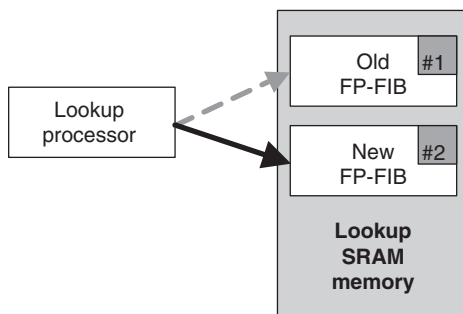 Old
FP-FIB
#1
Lookup
processor
New
FP-FIB
#2
Lookup
SRAM
memory